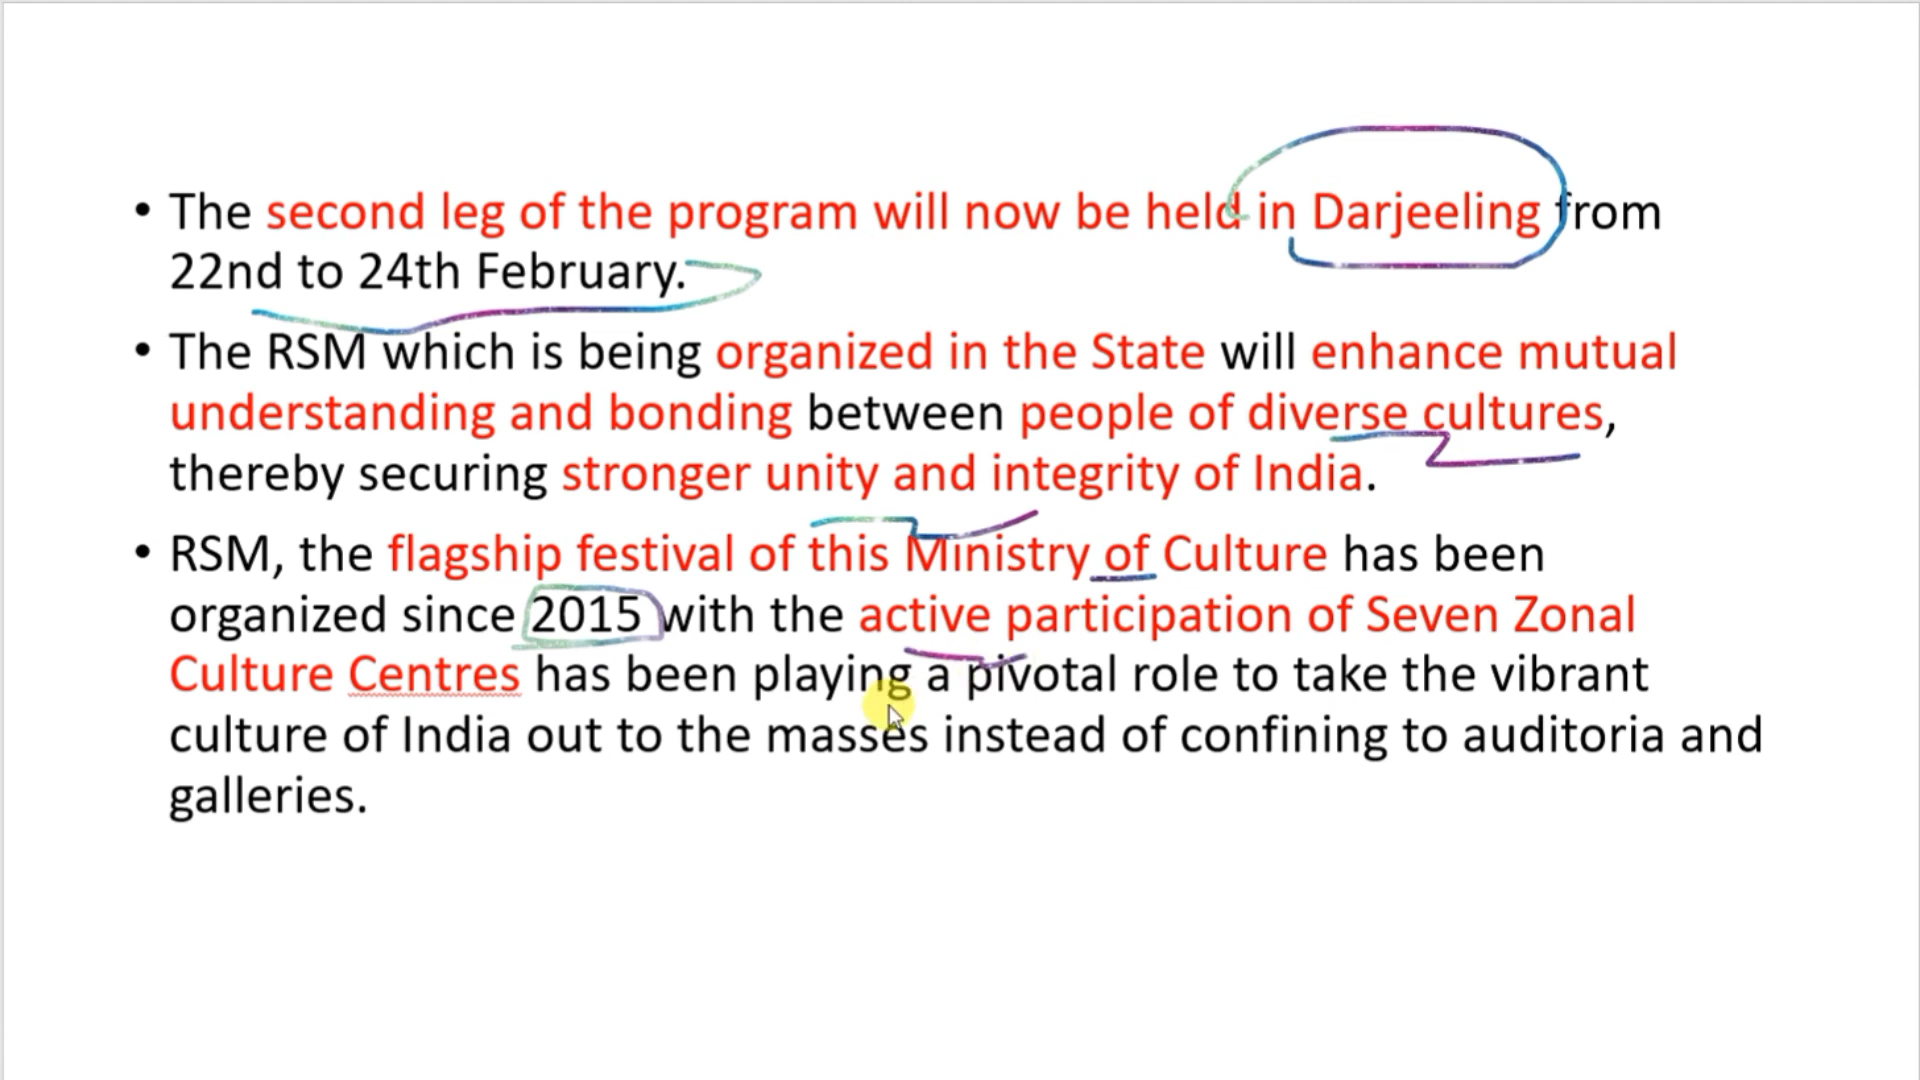 • The second leg of the program will now be held in Darjeeling from
22nd to 24th February.
• The RSM which is being organized in the State will enhance mutual
understanding and bonding between people of diverse cultures,
thereby securing stronger unity and integrity of India.
• RSM, the flagship festival of this Ministry of Culture has been
organized since 2015 with the active participation of Seven Zonal
Culture Centres has been playing a pivotal role to take the vibrant
culture of India out to the masses instead of confining to auditoria and
galleries.